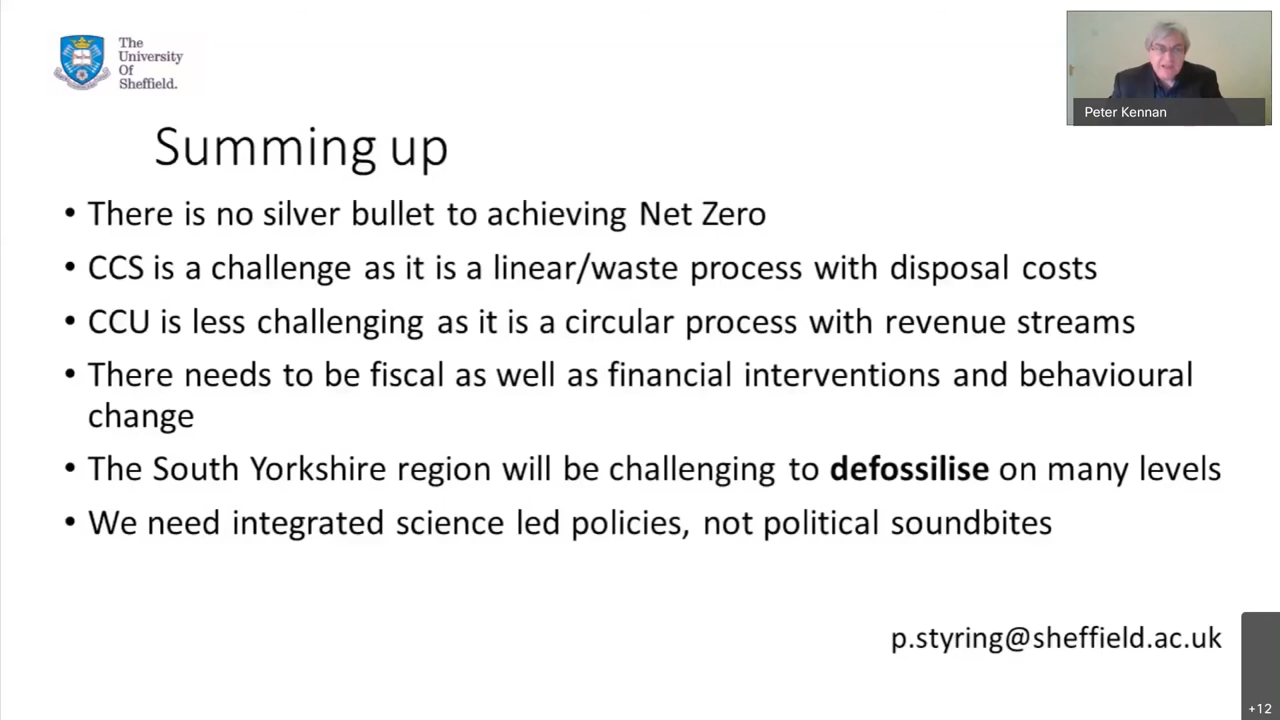 The
University
Of
Sheffield.
Peter Kennan
Summing up
• There is no silver bullet to achieving Net Zero
• CCS is a challenge as it is a linear/waste process with disposal costs
• CCU is less challenging as it is a circular process with revenue streams
• There needs to be fiscal as well as financial interventions and behavioural
change
• The South Yorkshire region will be challenging to defossilise on many levels
• We need integrated science led policies, not political soundbites
p.styring@sheffield.ac.uk
+12